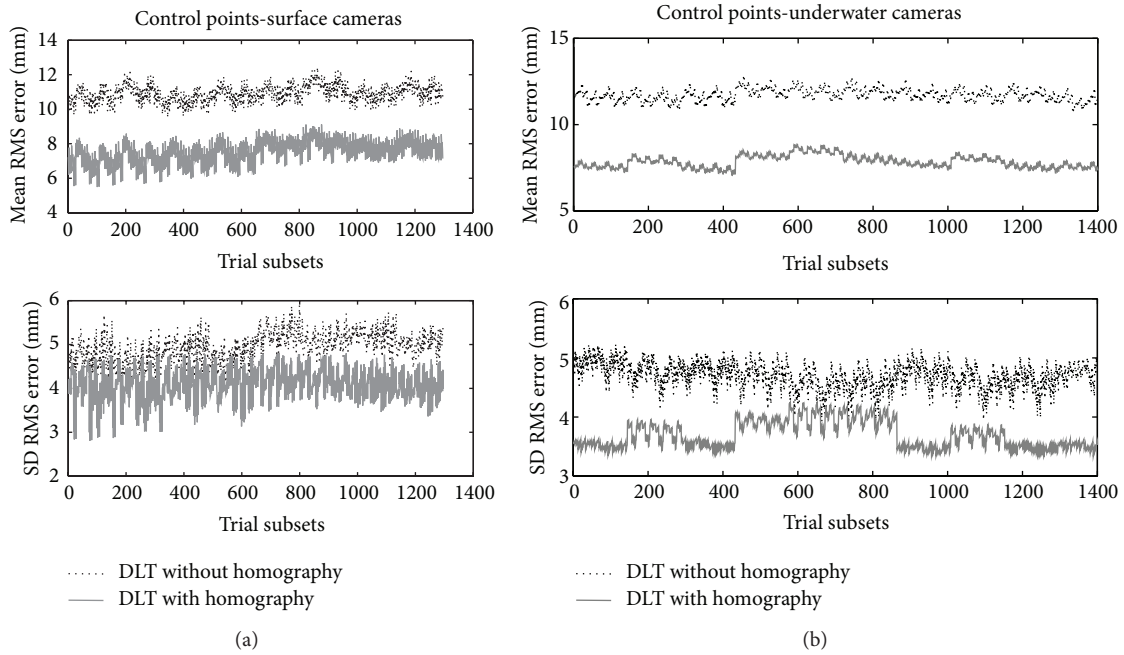 Control points-surface cameras
Mean RMS error (mm)
14
12
10
8
6
4
0 200 400 600 800 1000 1200 1400
Trial subsets
SD RMS error (mm)
6
5
4
3
2
0 200 400 600 800 1000 1200 1400
Trial subsets
DLT without homography
DLT with homography
(a)
Control points-underwater cameras
Mean RMS error (mm)
15
10
5
0 200 400 600 800 1000 1200 1400
Trial subsets
SD RMS error (mm)
6
5
4
3
0 200 400 600 800 1000 1200 1400
Trial subsets
DLT without homography
DLT with homography
(b)